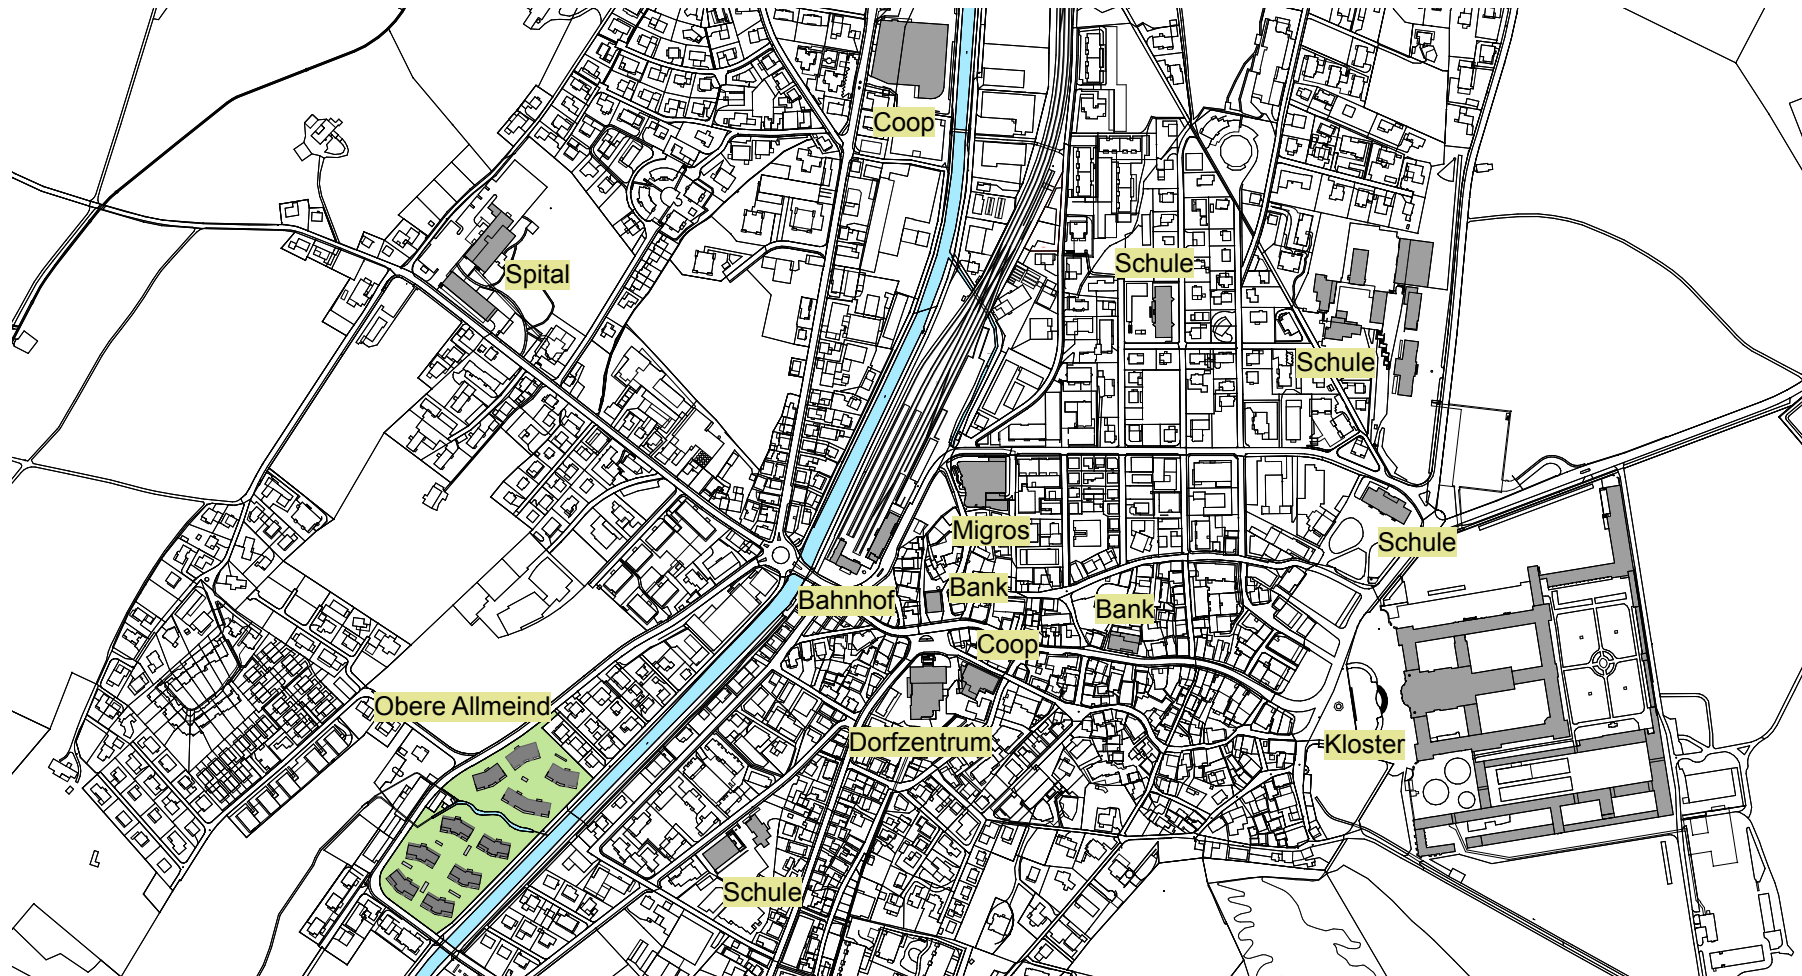 Coop
Spital
Schule
Schule
Migros
Schule
Bank
Bahnhof
Bank
Coop
Obere Allmeind
Dorfzentrum
Kloster
Schule